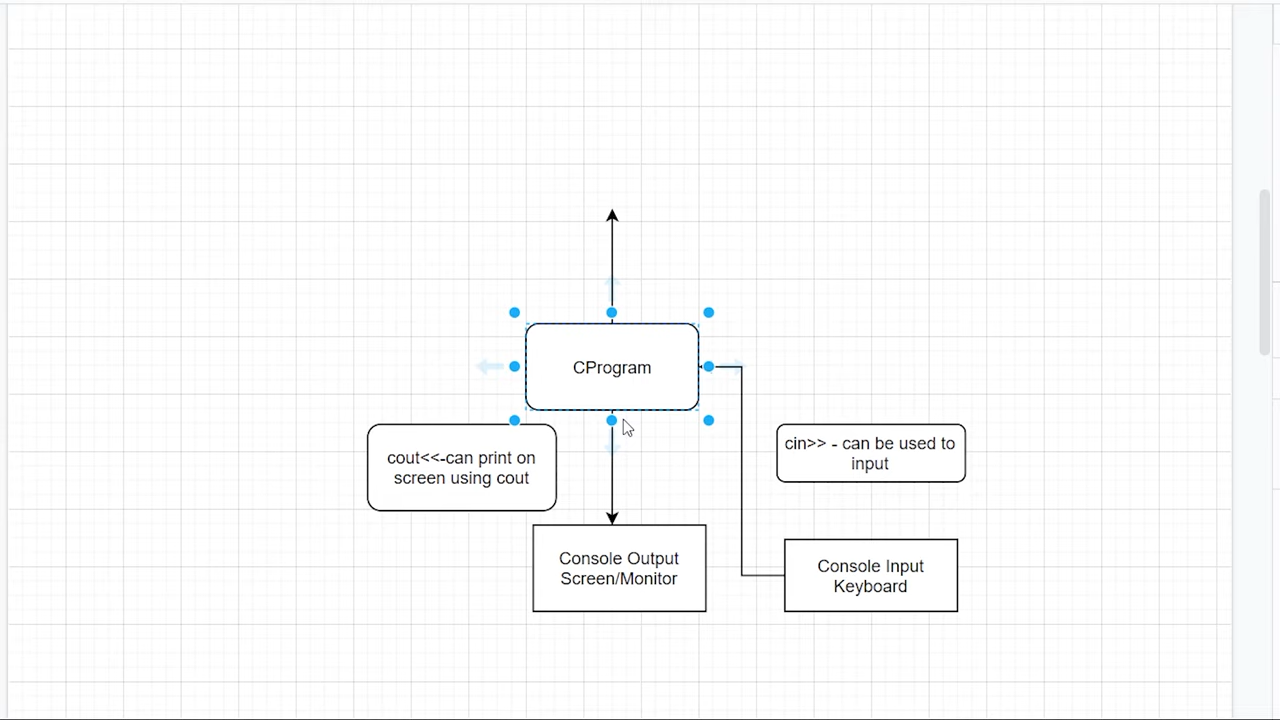 CProgram
cout<<-can print on
screen using cout
cin>> - can be used to
input
Console Output
Screen/Monitor
Console Input
Keyboard